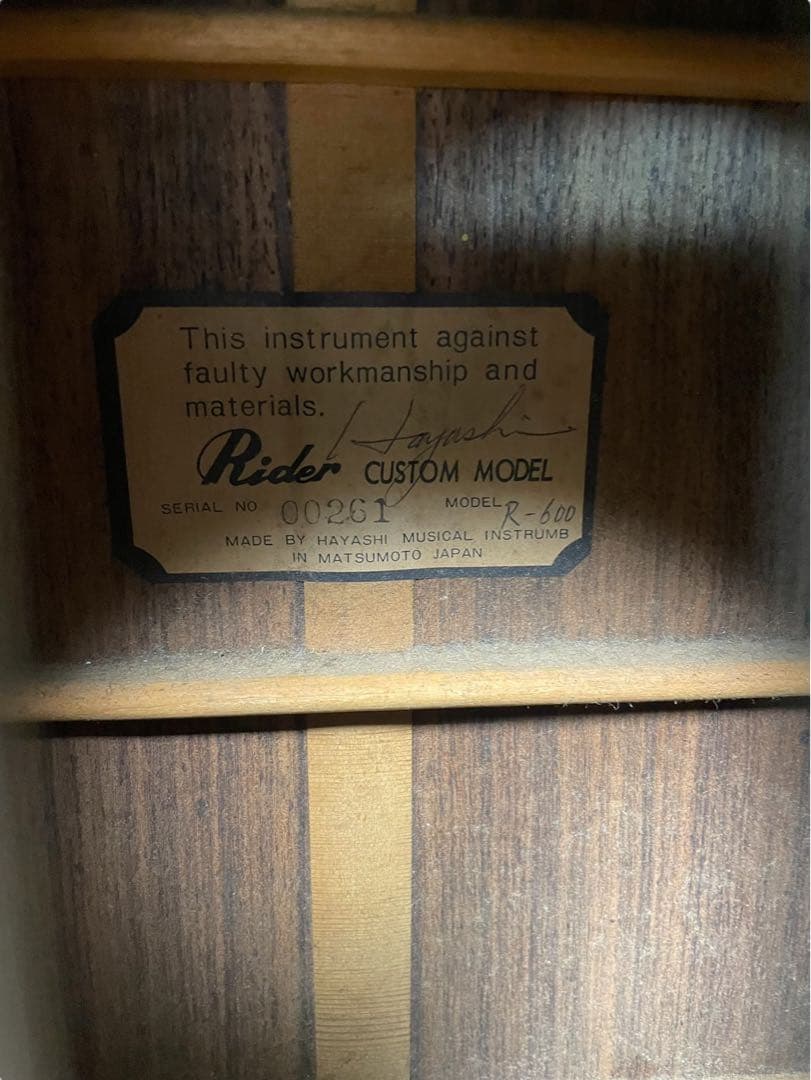 This instrument against
faulty workmanship and
materials.
Hayashi
Rider CUSTOM MODEL
SERIAL NO 00261 MODEL R-600
MADE BY HAYASHI MUSICAL INSTRUMB
IN MATSUMOTO JAPAN